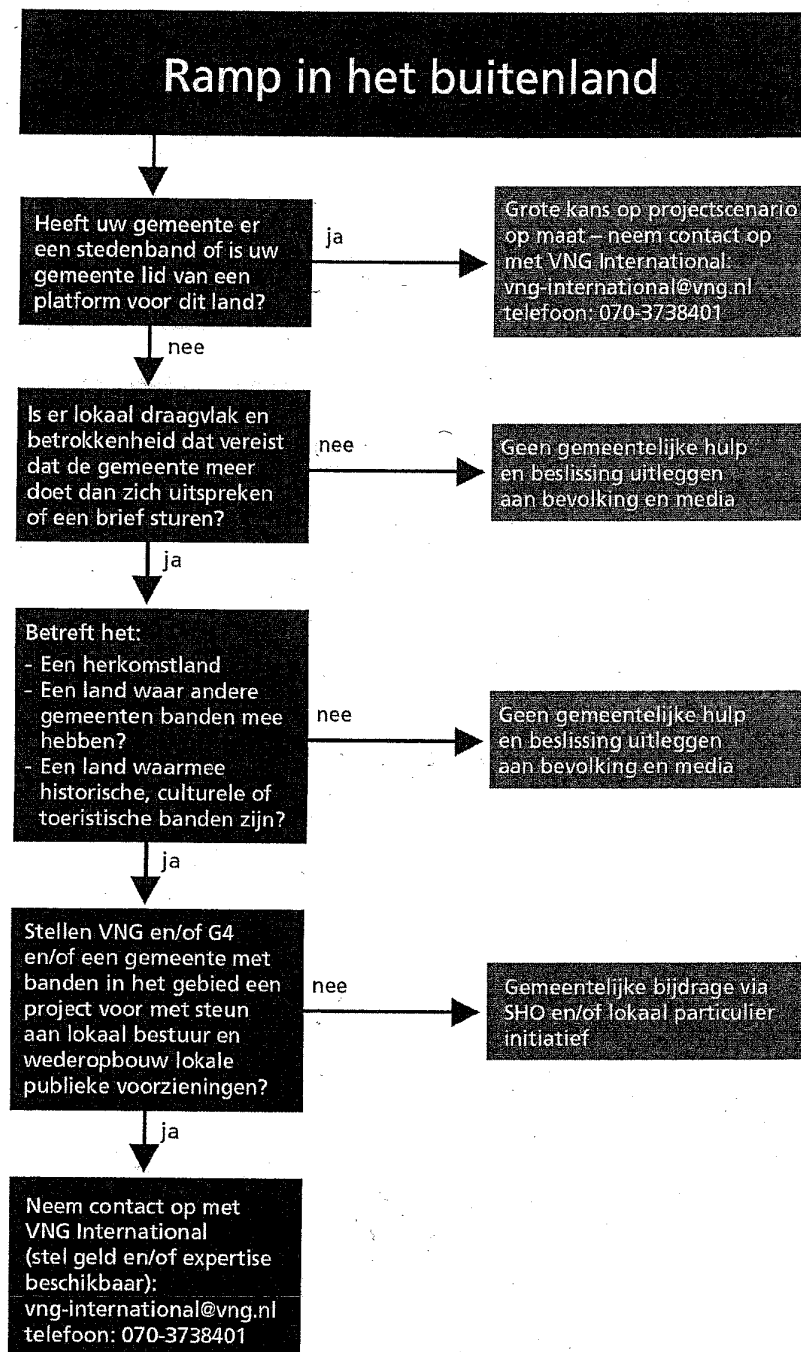 Ramp in het buitenland
Heeft uw gemeente er
een stedenband of is uw
gemeente lid van een
platform voor dit land?
ja
Grote kans op projectscenario
op maat – neem contact op
met VNG International:
vng-international@vng.nl
telefoon: 070-3738401
nee
Is er lokaal draagvlak en
betrokkenheid dat vereist
dat de gemeente meer
doet dan zich uitspreken
of een brief sturen?
nee
Geen gemeentelijke hulp
en beslissing uitleggen
aan bevolking en media
ja
Betreft het:
- Een herkomstland
- Een land waar andere
gemeenten banden mee
hebben?
- Een land waarmee
historische, culturele of
toeristische banden zijn?
nee
Geen gemeentelijke hulp
en beslissing uitleggen
aan bevolking en media
ja
Stellen VNG en/of G4
en/of een gemeente met
banden in het gebied een
project voor met steun
aan lokaal bestuur en
wederopbouw lokale
publieke voorzieningen?
nee
Gemeentelijke bijdrage via
SHO en/of lokaal particulier
initiatief
ja
Neem contact op met
VNG International
(stel geld en/of expertise
beschikbaar):
vng-international@vng.nl
telefoon: 070-3738401